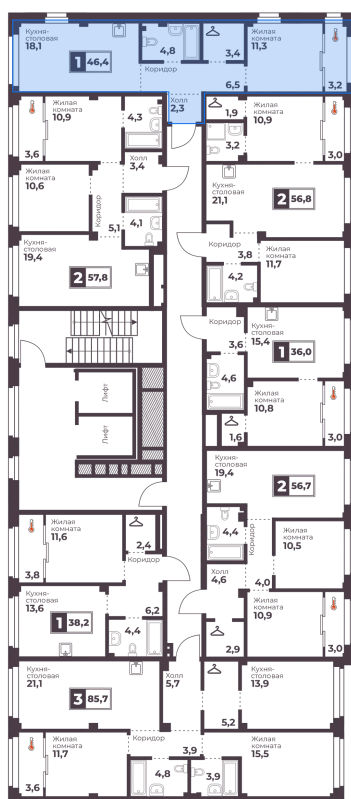 Кухня-
столовая
18,1
1 46,4
4,8
3,4
Жилая
комната
11,3
Коридор
6,5
3,2
Холл
2,3
Жилая
комната
10,9
3,6
4,3
1,9
Жилая
комната
10,9
3,2
3,0
Холл
3,4
Жилая
комната
10,6
Коридор
5,1
4,1
Кухня-
столовая
21,1
2 56,8
Кухня-
столовая
19,4
2 57,8
Коридор
3,8
4,2
Жилая
комната
11,7
Коридор
3,6
Кухня-
столовая
15,4
1 36,0
4,6
Лифт
Лифт
Жилая
комната
10,8
1,6
3,0
Кухня-
столовая
19,4
2 56,7
Жилая
комната
11,6
3,8
2,4
Коридор
6,2
4,4
Коридор
4,0
Жилая
комната
10,5
Холл
4,6
Кухня-
столовая
13,6
1 38,2
4,4
Жилая
комната
10,9
2,9
3,0
Кухня-
столовая
21,1
3 85,7
Холл
5,7
5,2
Кухня-
столовая
13,9
Жилая
комната
11,7
3,6
Коридор
3,9
4,8
3,9
Жилая
комната
15,5